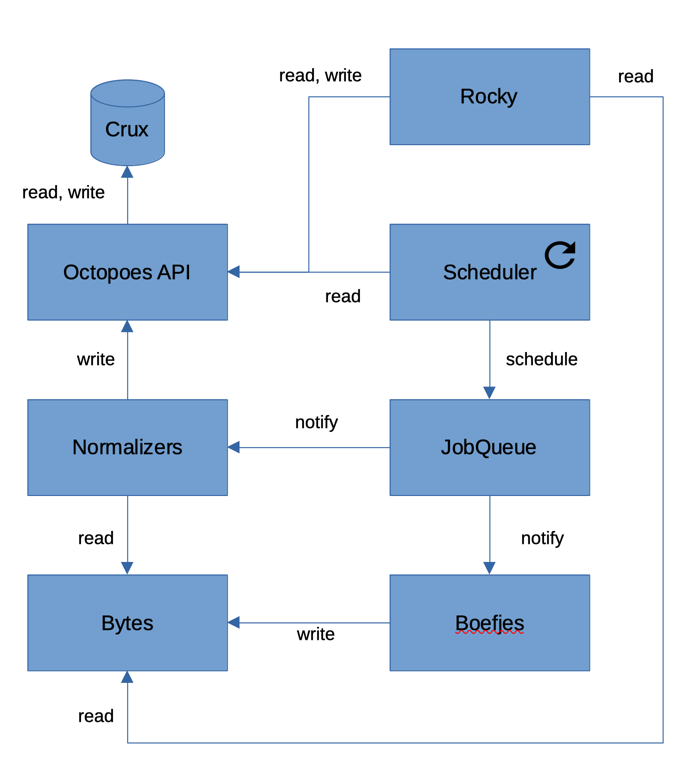 read, write
Rocky
read
Crux
read, write
Octopoes API
Scheduler
read
write
schedule
Normalizers
notify
JobQueue
read
notify
Bytes
write
Boefjes
read